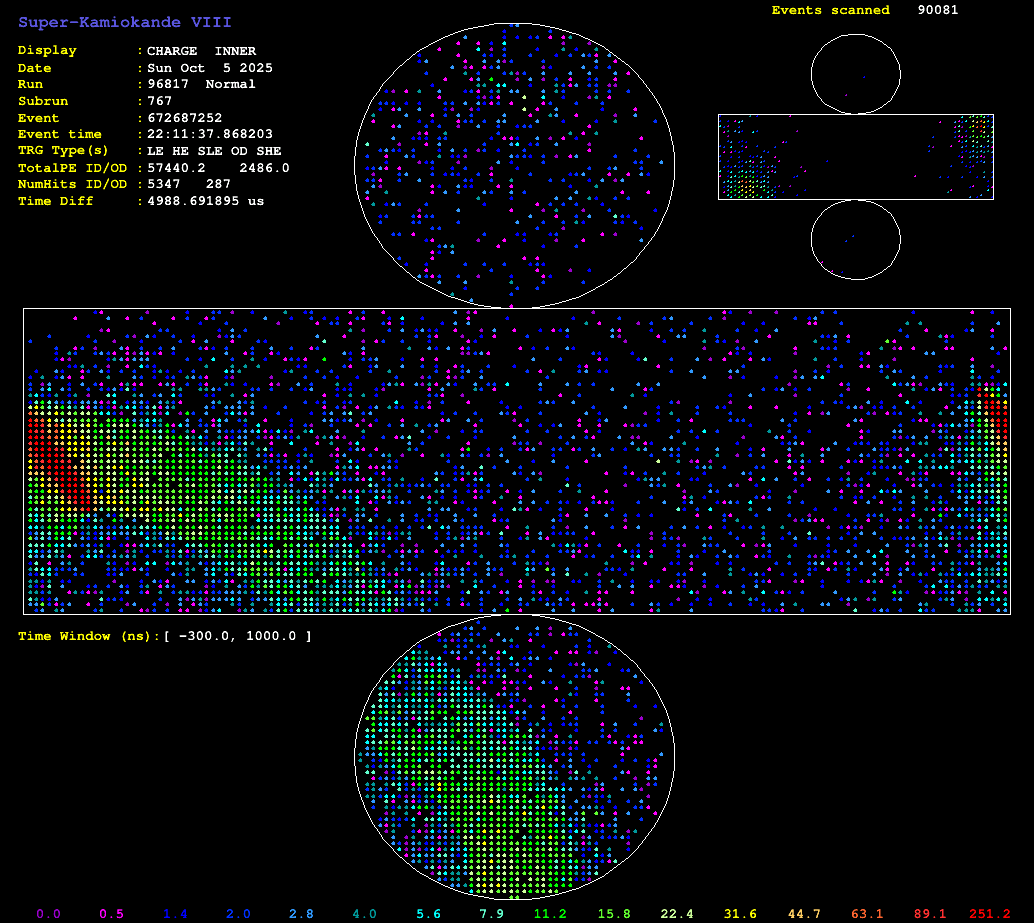 Super-Kamiokande VIII
Events scanned 90081
Display : CHARGE INNER
Date : Sun Oct 5 2025
Run : 96817 Normal
Subrun : 767
Event : 672687252
Event time : 22:11:37.868203
TRG Type(s) : LE HE SLE OD SHE
TotalPE ID/OD : 57440.2 2486.0
NumHits ID/OD : 5347 287
Time Diff : 4988.691895 us
Time Window (ns):[ -300.0, 1000.0 ]
0.0 0.5 1.4 2.0 2.8 4.0 5.6 7.9 11.2 15.8 22.4 31.6 44.7 63.1 89.1 251.2